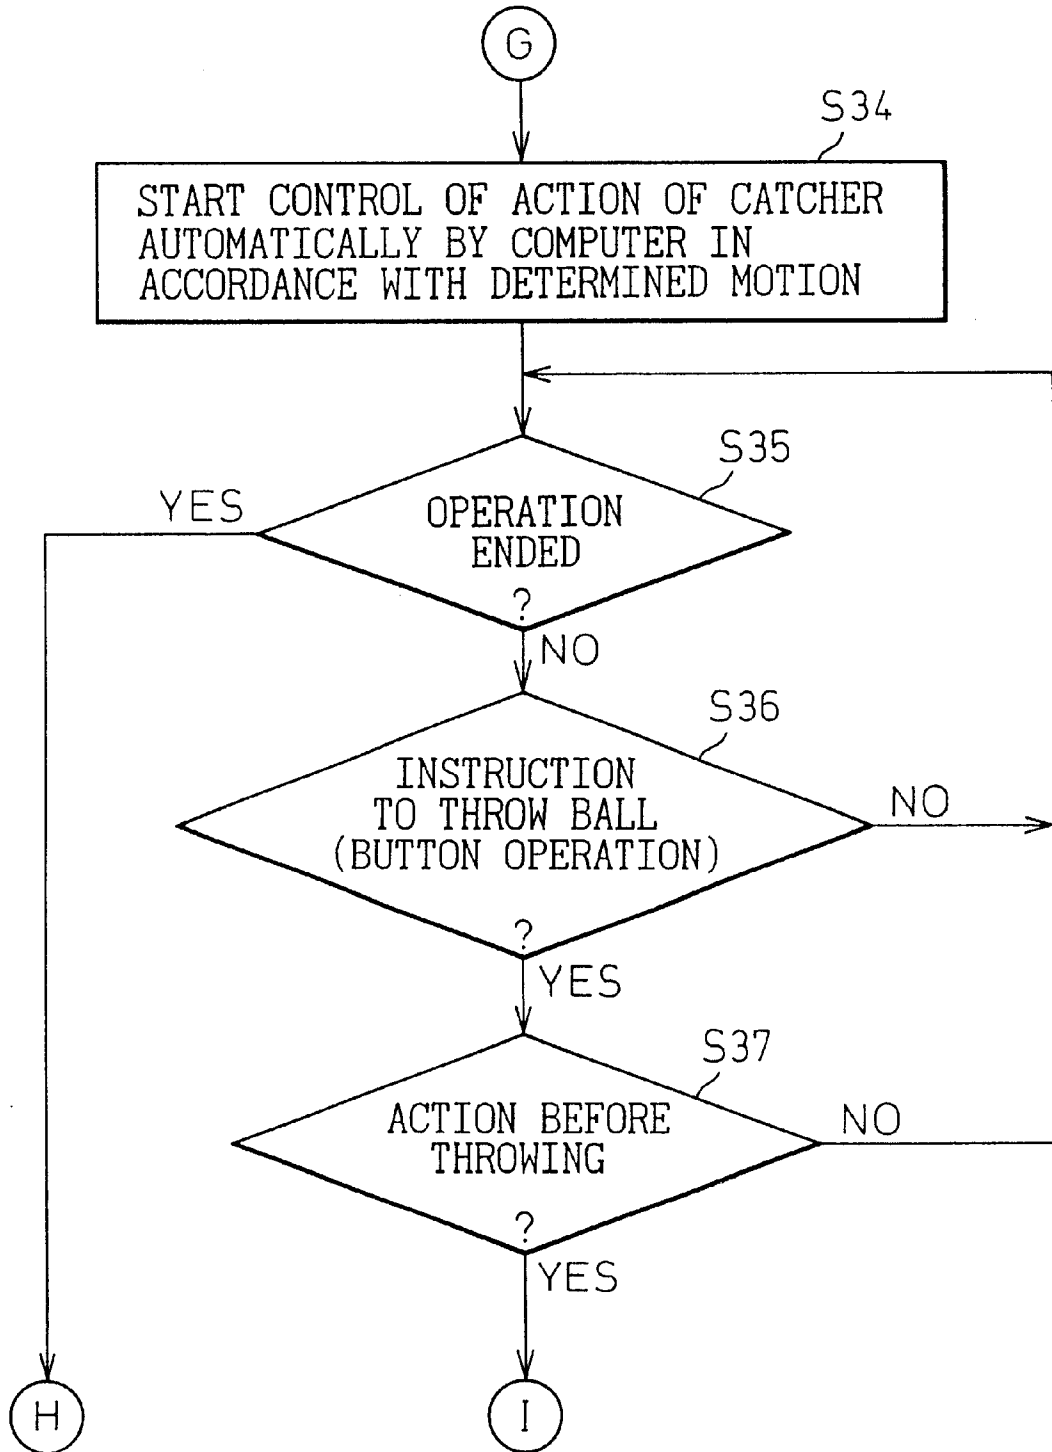 G
S34
START CONTROL OF ACTION OF CATCHER
AUTOMATICALLY BY COMPUTER IN
ACCORDANCE WITH DETERMINED MOTION
S35
YES
OPERATION
ENDED
?
NO
S36
INSTRUCTION
TO THROW BALL
(BUTTON OPERATION)
?
NO
YES
S37
ACTION BEFORE
THROWING
?
NO
YES
H
I